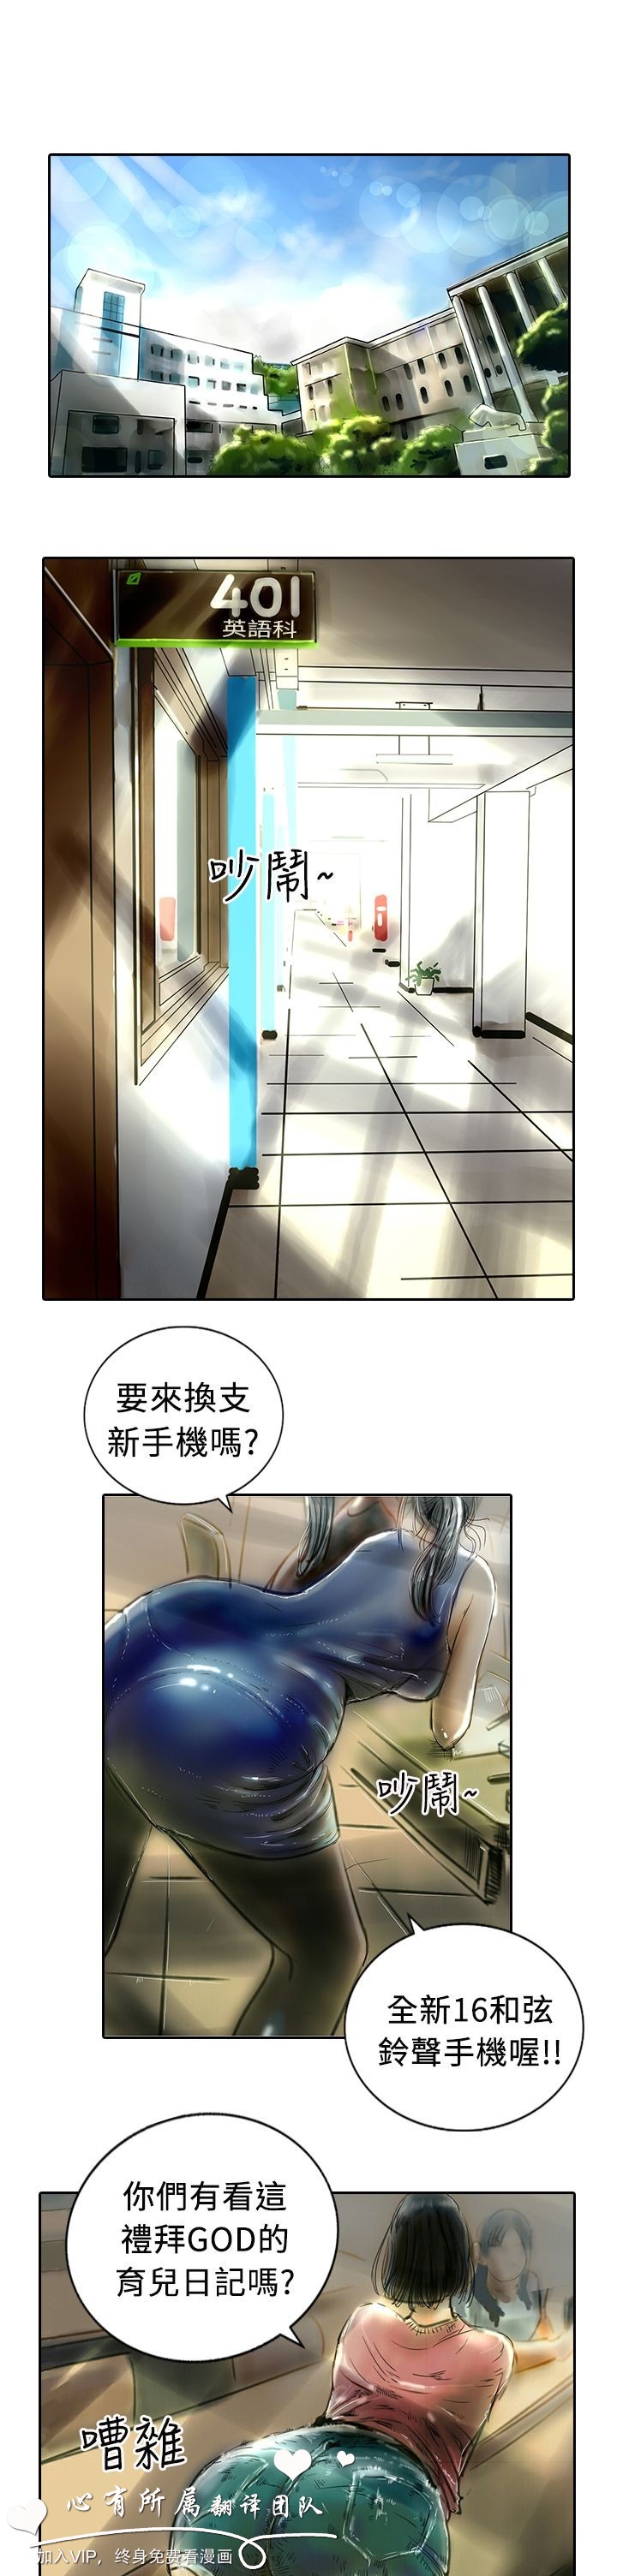 401
英語科
吵鬧~
要來換支
新手機嗎?
吵鬧~
全新16和弦
鈴聲手機喔!!
你們有看這
禮拜GOD的
育兒日記嗎?
嘈雜
心有所属翻译团队
加入VIP，终身免费看漫画